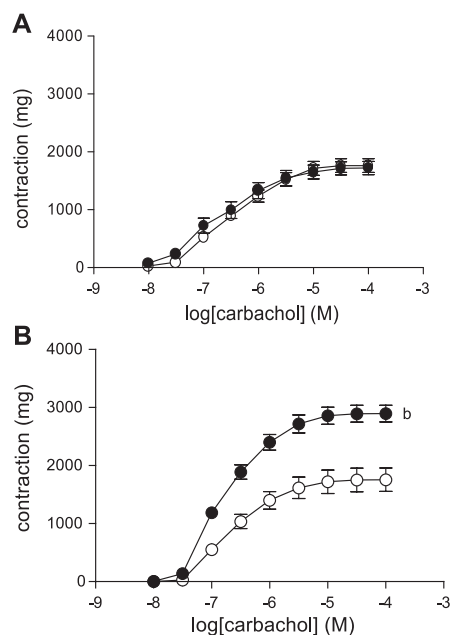 A
4000
3000
2000
1000
0
contraction (mg)
-9 -8 -7 -6 -5 -4 -3
log[carbachol] (M)
B
4000
3000
2000
1000
0
contraction (mg)
b
-9 -8 -7 -6 -5 -4 -3
log[carbachol] (M)